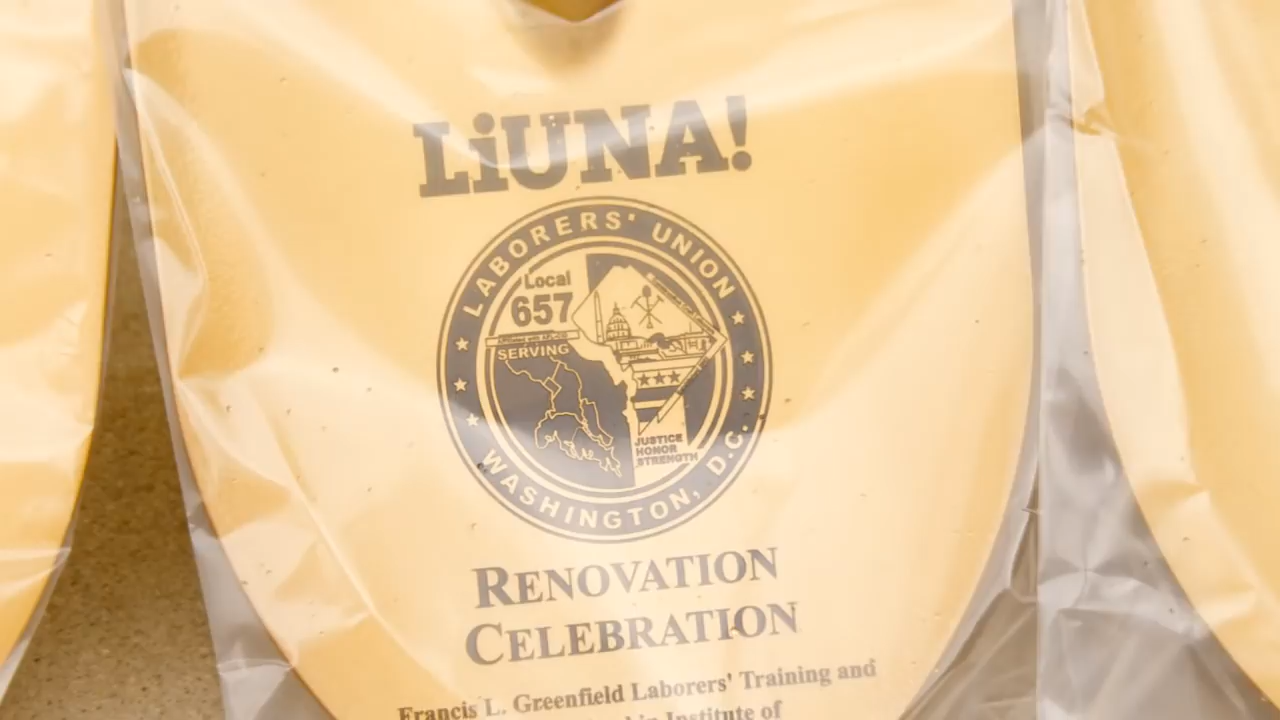 LiUNA!
LABORERS' UNION
Local
657
SERVING
JUSTICE
HONOR
STRENGTH
WASHINGTON, D.C.
RENOVATION
CELEBRATION
Francis L. Greenfield Laborers' Training and
Institute of